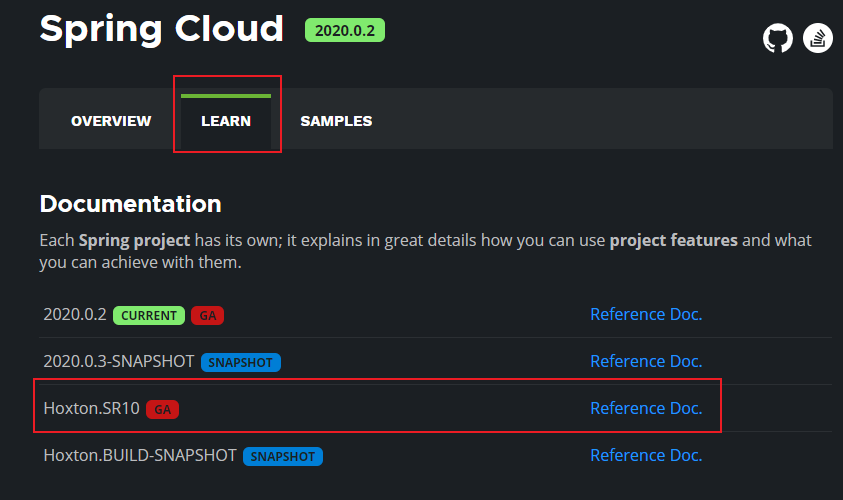 Spring Cloud 2020.0.2
OVERVIEW LEARN SAMPLES
Documentation
Each Spring project has its own; it explains in great details how you can use project features and what
you can achieve with them.
2020.0.2 CURRENT GA Reference Doc.
2020.0.3-SNAPSHOT SNAPSHOT Reference Doc.
Hoxton.SR10 GA Reference Doc.
Hoxton.BUILD-SNAPSHOT SNAPSHOT Reference Doc.